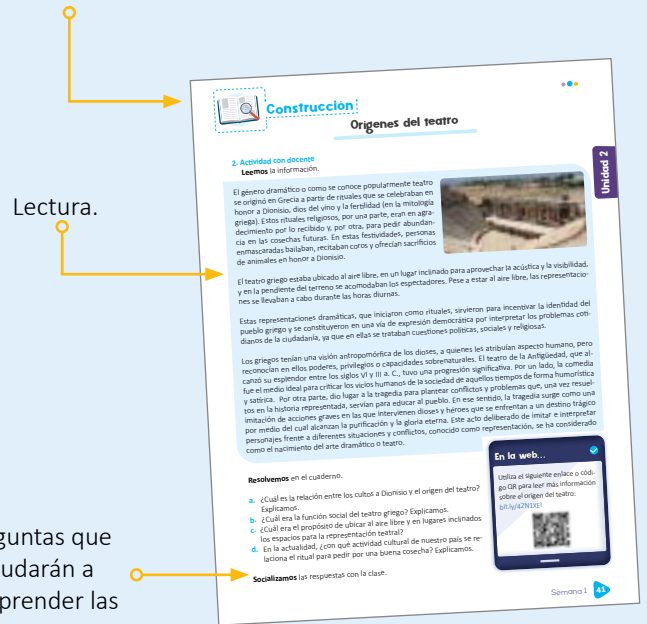 Construcción
Orígenes del teatro
2. Actividad con docente
Leemos la información.
Unidad 2
El género dramático o como se conoce popularmente teatro
se originó en Grecia a partir de rituales que se celebraban en
honor a Dionisio, dios del vino y la fertilidad (en la mitología
griega). Estos rituales religiosos, por una parte, eran en agra-
decimiento por lo recibido y, por otra, para pedir abundan-
cia en las cosechas futuras. En estas festividades, personas
enmascaradas bailaban, recitaban coros y ofrecían sacrificios
de animales en honor a Dionisio.
Lectura.
El teatro griego estaba ubicado al aire libre, en un lugar inclinado para aprovechar la acústica y la visibilidad,
y en la pendiente del terreno se acomodaban los espectadores. Pese a estar al aire libre, las representacio-
nes se llevaban a cabo durante las horas diurnas.
Estas representaciones dramáticas, que iniciaron como rituales, sirvieron para incentivar la identidad del
pueblo griego y se constituyeron en una vía de expresión democrática por interpretar los problemas coti-
dianos de la ciudadanía, ya que en ellas se trataban cuestiones políticas, sociales y religiosas.
Los griegos tenían una visión antropomórfica de los dioses, a quienes les atribuían aspecto humano, pero
reconocían en ellos poderes, privilegios o capacidades sobrenaturales. El teatro de la Antigüedad, que al-
canzó su esplendor entre los siglos VI y III a. C., tuvo una progresión significativa. Por un lado, la comedia
fue el medio ideal para criticar los vicios humanos de la sociedad de aquellos tiempos de forma humorística
y satírica. Por otra parte, dio lugar a la tragedia para plantear conflictos y problemas que, una vez resuel-
tos en la historia representada, servían para educar al pueblo. En ese sentido, la tragedia surge como una
imitación de acciones graves en las que intervienen dioses y héroes que se enfrentan a un destino trágico
por medio del cual alcanzan la purificación y la gloria eterna. Este acto deliberado de imitar e interpretar
personajes frente a diferentes situaciones y conflictos, conocido como representación, se ha considerado
como el nacimiento del arte dramático o teatro.
Resolvemos en el cuaderno.
a. ¿Cuál es la relación entre los cultos a Dionisio y el origen del teatro?
Explicamos.
b. ¿Cuál era la función social del teatro griego? Explicamos.
c. ¿Cuál era el propósito de ubicar al aire libre y en lugares inclinados
los espacios para la representación teatral?
d. En la actualidad, ¿con qué actividad cultural de nuestro país se re-
laciona el ritual para pedir por una buena cosecha? Explicamos.
Socializamos las respuestas con la clase.
En la web...
Utiliza el siguiente enlace o códi-
go QR para leer más información
sobre el origen del teatro:
bit.ly/42N1XEl
guntas que
udarán a
prender las
Semana 1 41